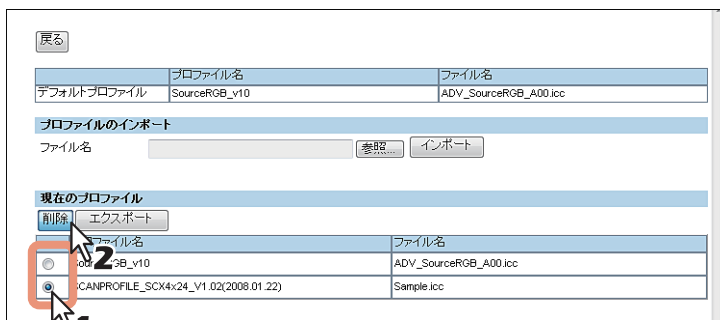 戻る
プロファイル名 ファイル名
デフォルトプロファイル SourceRGB_v10 ADV_SourceRGB_A00.icc
プロファイルのインポート
ファイル名 参照... インポート
現在のプロファイル
削除 エクスポート
プロファイル名 ファイル名
SourceRGB_v10 ADV_SourceRGB_A00.icc
2
SCANPROFILE_SCX4x24_V1.02(2008.01.22) Sample.icc
1